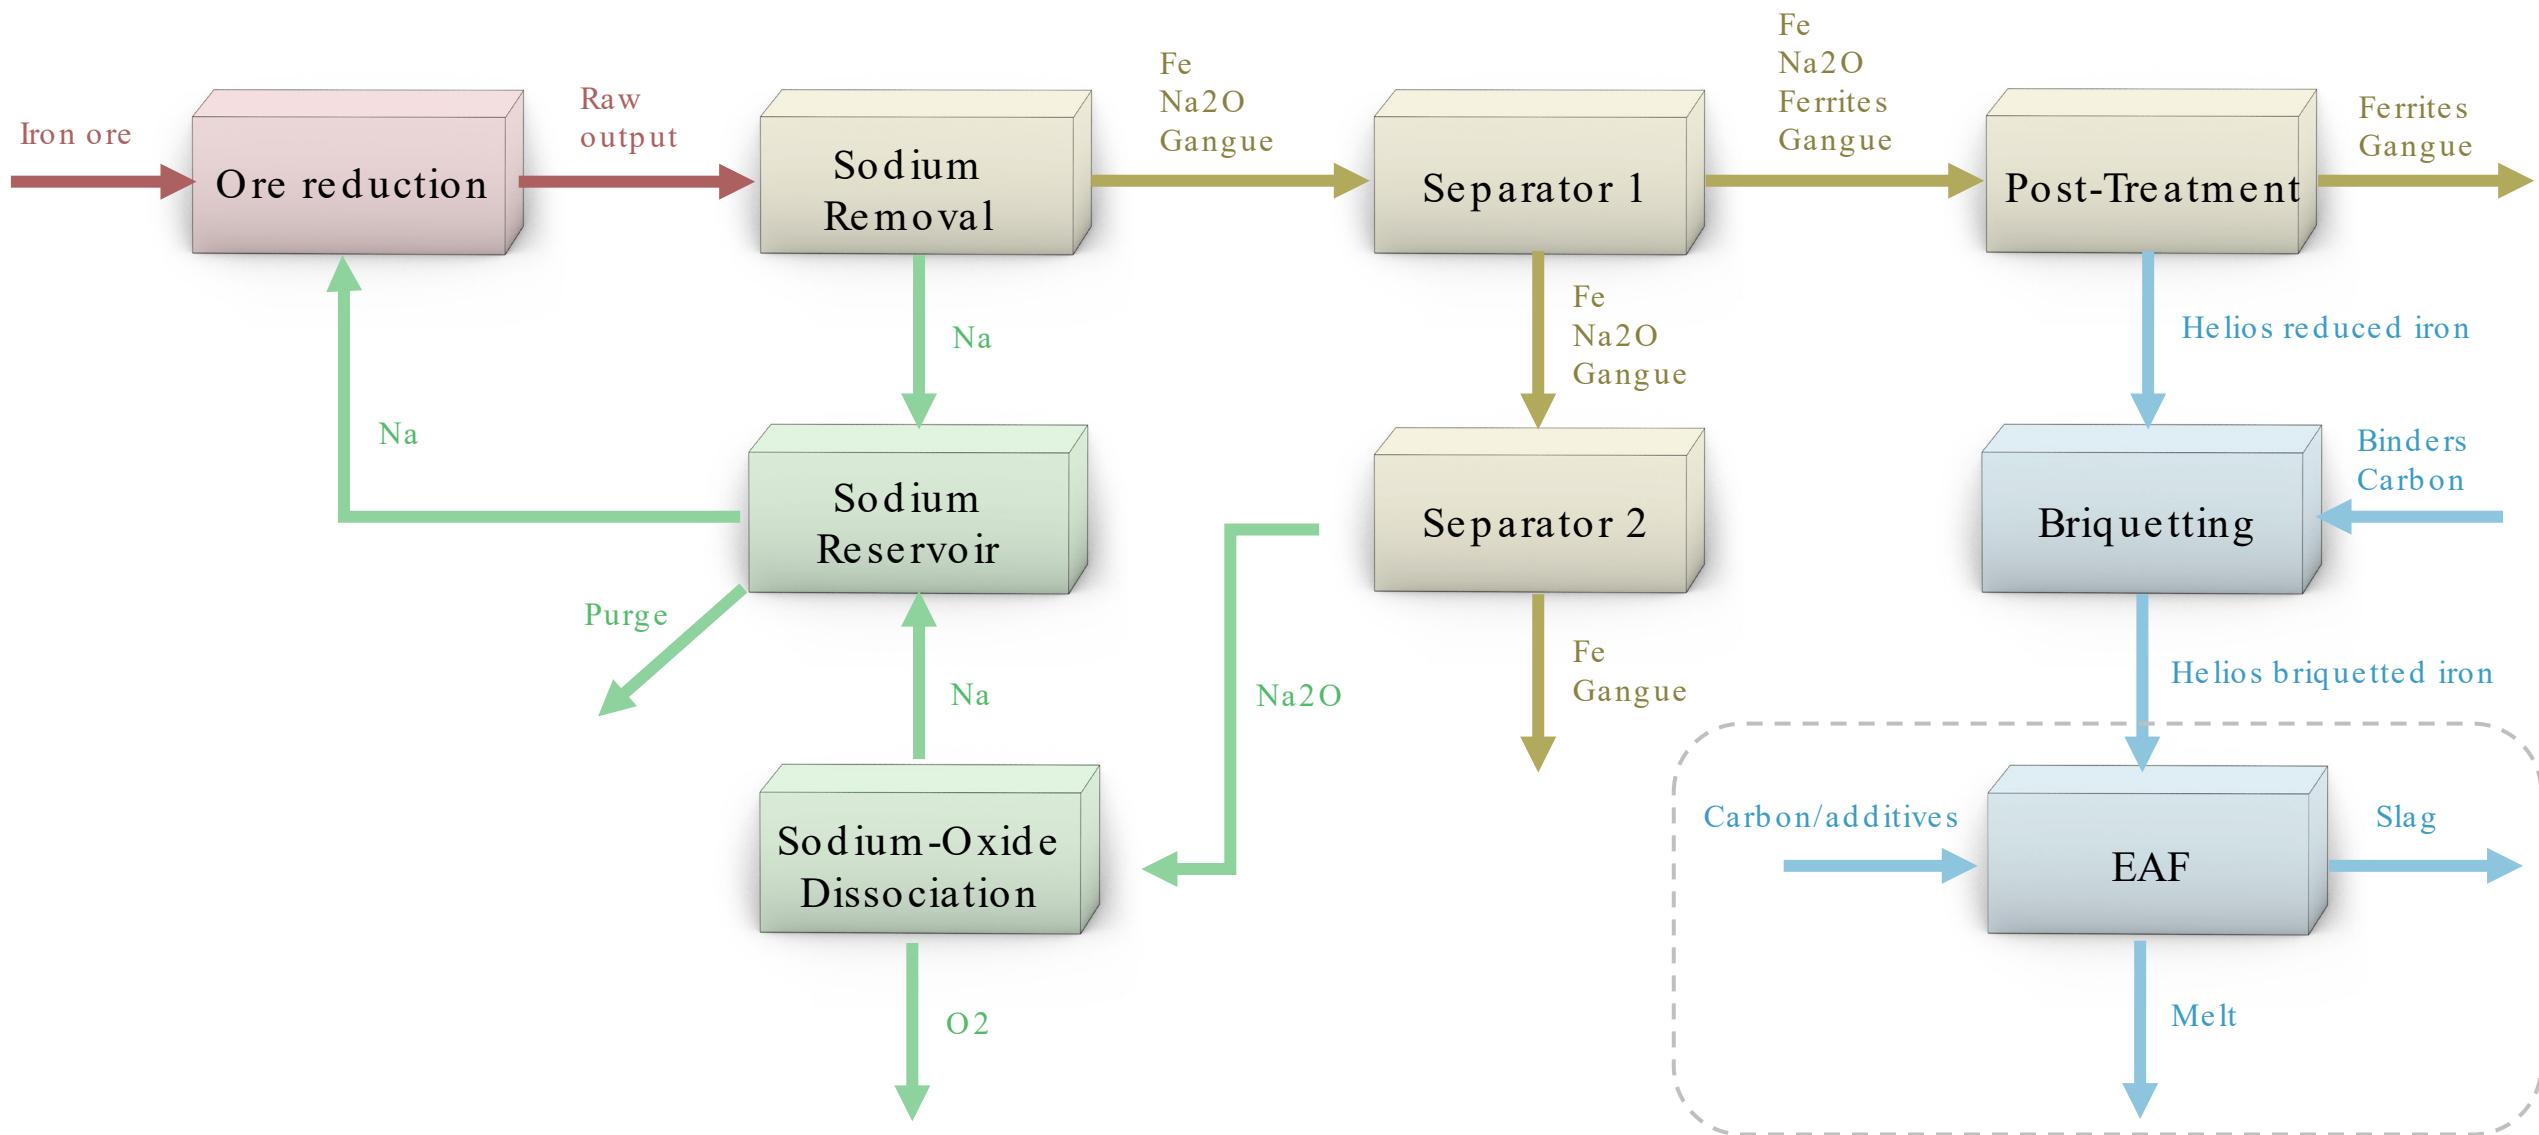 Fe
Na2O
Ferrites
Gangue
Fe
Na2O
Gangue
Raw
output
Ferrites
Gangue
Iron ore
Ore reduction
Sodium
Removal
Separator 1
Post-Treatment
Na
Fe
Na2O
Gangue
Helios reduced iron
Na
Sodium
Reservoir
Separator 2
Briquetting
Binders
Carbon
Purge
Na
Na2O
Fe
Gangue
Helios briquetted iron
Sodium-Oxide
Dissociation
Carbon/additives
EAF
Slag
O2
Melt